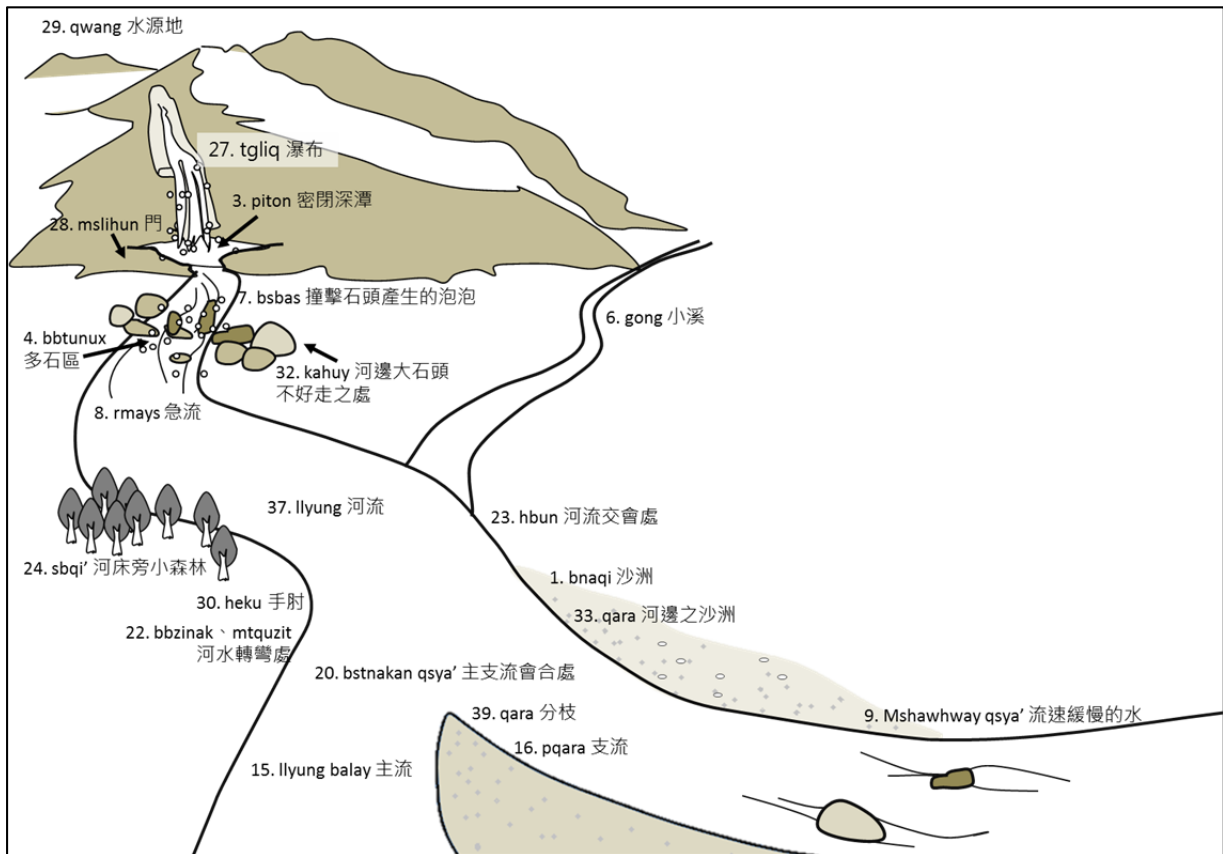 29. qwang 水源地
27. tgliq 瀑布
3. piton 密閉深潭
28. mslihun 門
7. bsbas 撞擊石頭產生的泡泡
6. gong 小溪
4. bbtunux
多石區
32. kahuy 河邊大石頭
不好走之處
8. rmays 急流
37. llyung 河流
23. hbun 河流交會處
24. sbqi’ 河床旁小森林
1. bnaqi 沙洲
30. heku 手肘
33. qara 河邊之沙洲
22. bbzinak、mtquzit
河水轉彎處
20. bstnakan qsya’ 主支流會合處
39. qara 分枝
9. Mshawhway qsya’ 流速緩慢的水
16. pqara 支流
15. llyung balay 主流